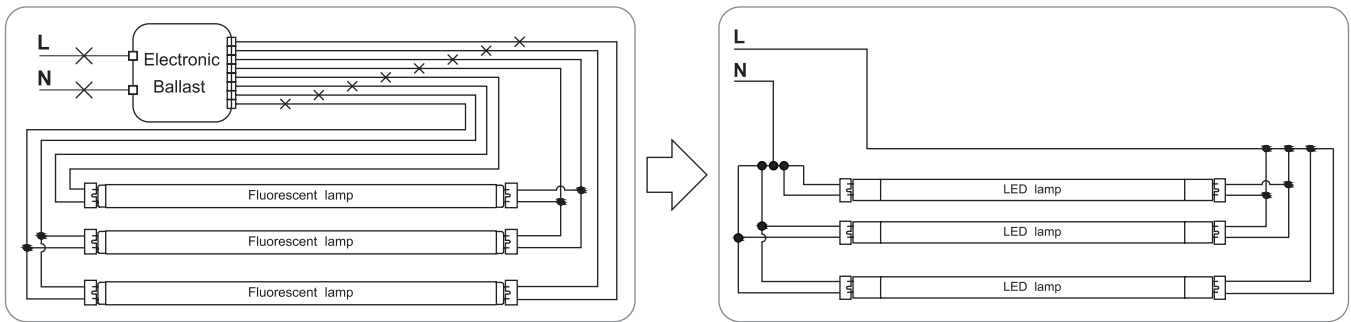 L
N
Electronic
Ballast
Fluorescent lamp
Fluorescent lamp
Fluorescent lamp
L
N
LED lamp
LED lamp
LED lamp